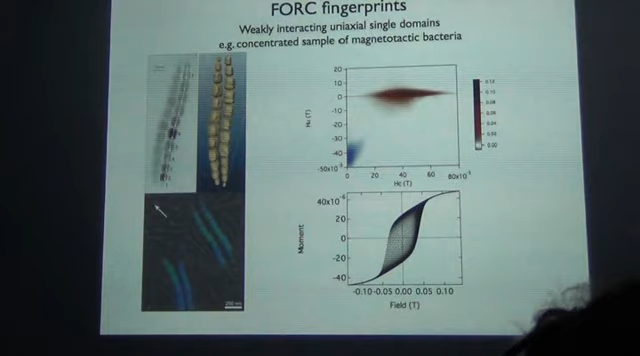 FORC fingerprints
Weakly interacting uniaxial single domains
e.g. concentrated sample of magnetotactic bacteria
20
10
0
-10
-20
-30
-40
-50x10⁻³
Hu (T)
0 20 40 60 80x10⁻³
Hc (T)
0.12
0.10
0.08
0.06
0.04
0.02
0.00
40x10⁻⁶
20
0
-20
-40
Moment
-0.10 -0.05 0.00 0.05 0.10
Field (T)
200 nm